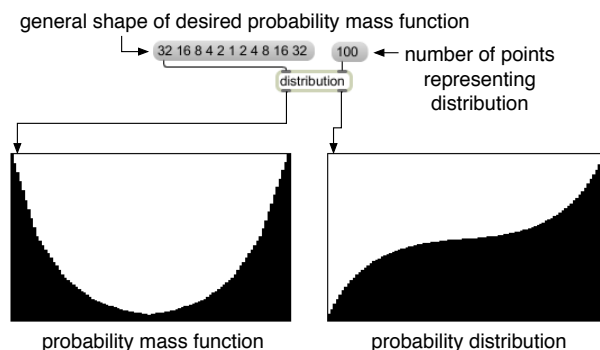 general shape of desired probability mass function
32 16 8 4 2 1 2 4 8 16 32
100
number of points
representing
distribution
distribution
probability mass function
probability distribution